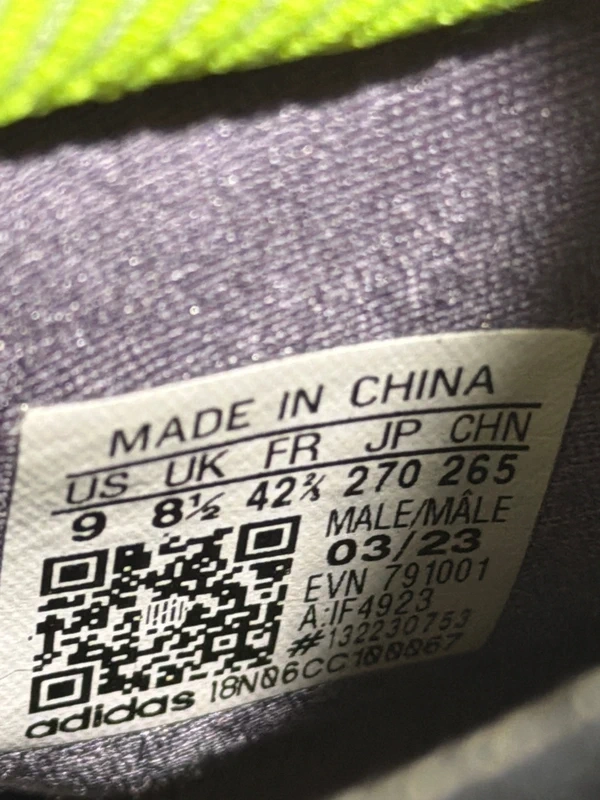 MADE IN CHINA
US UK FR JP CHN
9 8½ 42⅔ 270 265
MALE/MÂLE
03/23
EVN 791001
A:IF4923
#132230753
adidas 18N06CC100067